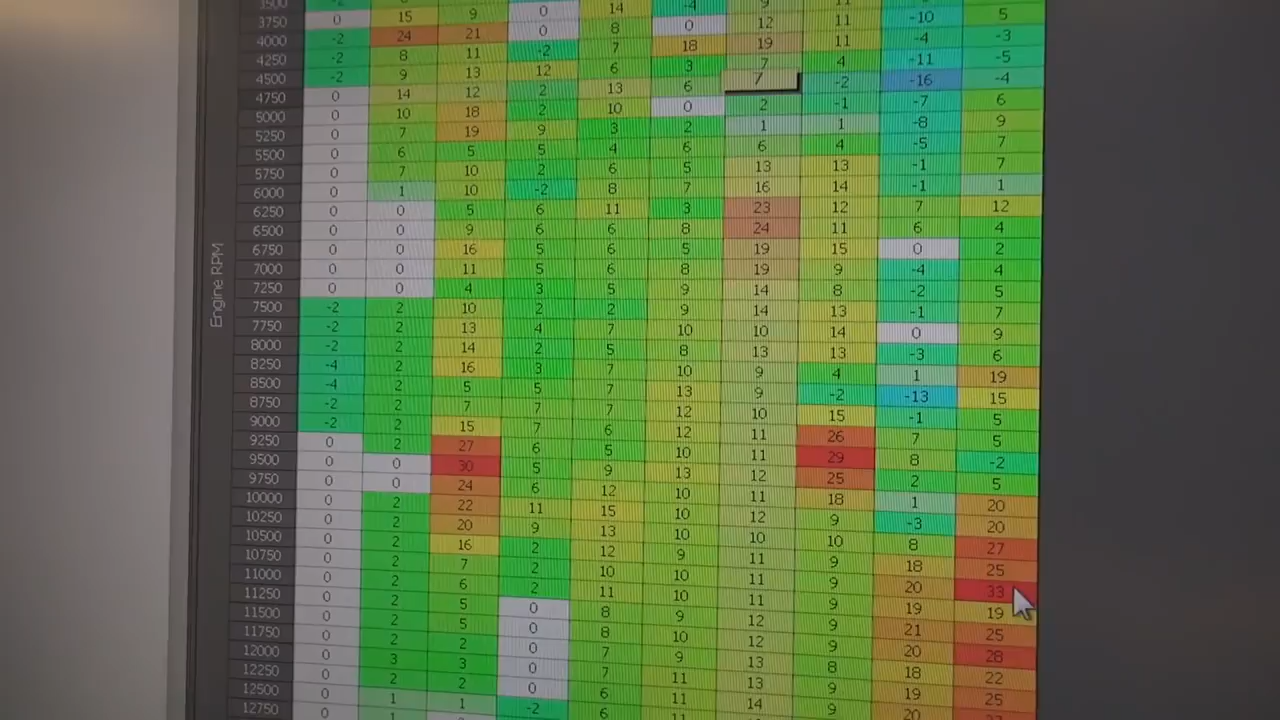 3500 -2
3750 0 15 9 0 14 -4 9 11
4000 -2 24 21 0 8 0 12 11 -10 5
4250 -2 8 11 -2 7 18 19 11 -4 -3
4500 -2 9 13 12 6 3 7 4 -11 -5
4750 0 14 12 2 13 6 7 -2 -16 -4
5000 0 10 18 2 10 0 2 -1 -7 6
5250 0 7 19 9 3 2 1 1 -8 9
5500 0 6 5 5 4 6 6 4 -5 7
5750 0 7 10 2 6 5 13 13 -1 7
6000 0 1 10 -2 8 7 16 14 -1 1
6250 0 0 5 6 11 3 23 12 7 12
6500 0 0 9 6 6 8 24 11 6 4
6750 0 0 16 5 6 5 19 15 0 2
7000 0 0 11 5 6 8 19 9 -4 4
7250 0 0 4 3 5 9 14 8 -2 5
7500 -2 2 10 2 2 9 14 13 -1 7
7750 -2 2 13 4 7 10 10 14 0 9
8000 -2 2 14 2 5 8 13 13 -3 6
8250 -4 2 16 3 7 10 9 4 1 19
8500 -4 2 5 5 7 13 9 -2 -13 15
8750 -2 2 7 7 7 12 10 15 -1 5
9000 -2 2 15 7 6 12 11 26 7 5
9250 0 2 27 6 5 10 11 29 8 -2
9500 0 0 30 5 9 13 12 25 2 5
9750 0 0 24 6 12 10 11 18 1 20
10000 0 2 22 11 15 10 12 9 -3 20
10250 0 2 20 9 13 10 10 10 8 27
10500 0 2 16 2 12 9 11 9 18 25
10750 0 2 7 2 10 10 11 9 20 33
11000 0 2 6 2 11 10 11 9 19 19
11250 0 2 5 0 8 9 12 9 21 25
11500 0 2 5 0 8 10 12 9 20 28
11750 0 2 2 0 7 9 13 8 18 22
12000 0 3 3 0 7 11 13 9 19 25
12250 0 2 2 0 6 11 14 9 20
12500 0 1 1 -2 6 11
12750 0 1
Engine RPM